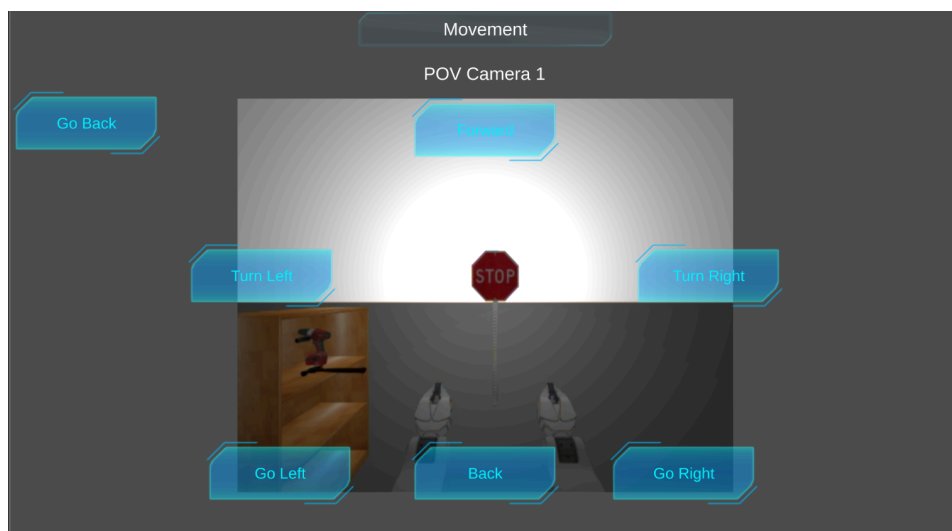 Movement
POV Camera 1
Go Back
Forward
Turn Left
STOP
Turn Right
Go Left
Back
Go Right